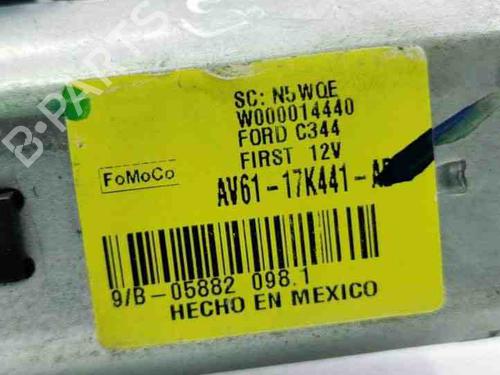 B-PARTS
SC: N5WQE
W000014440
FORD C344
FIRST 12V
FoMoCo
AV61-17K441-
9/B-05882 098.1
HECHO EN MEXICO